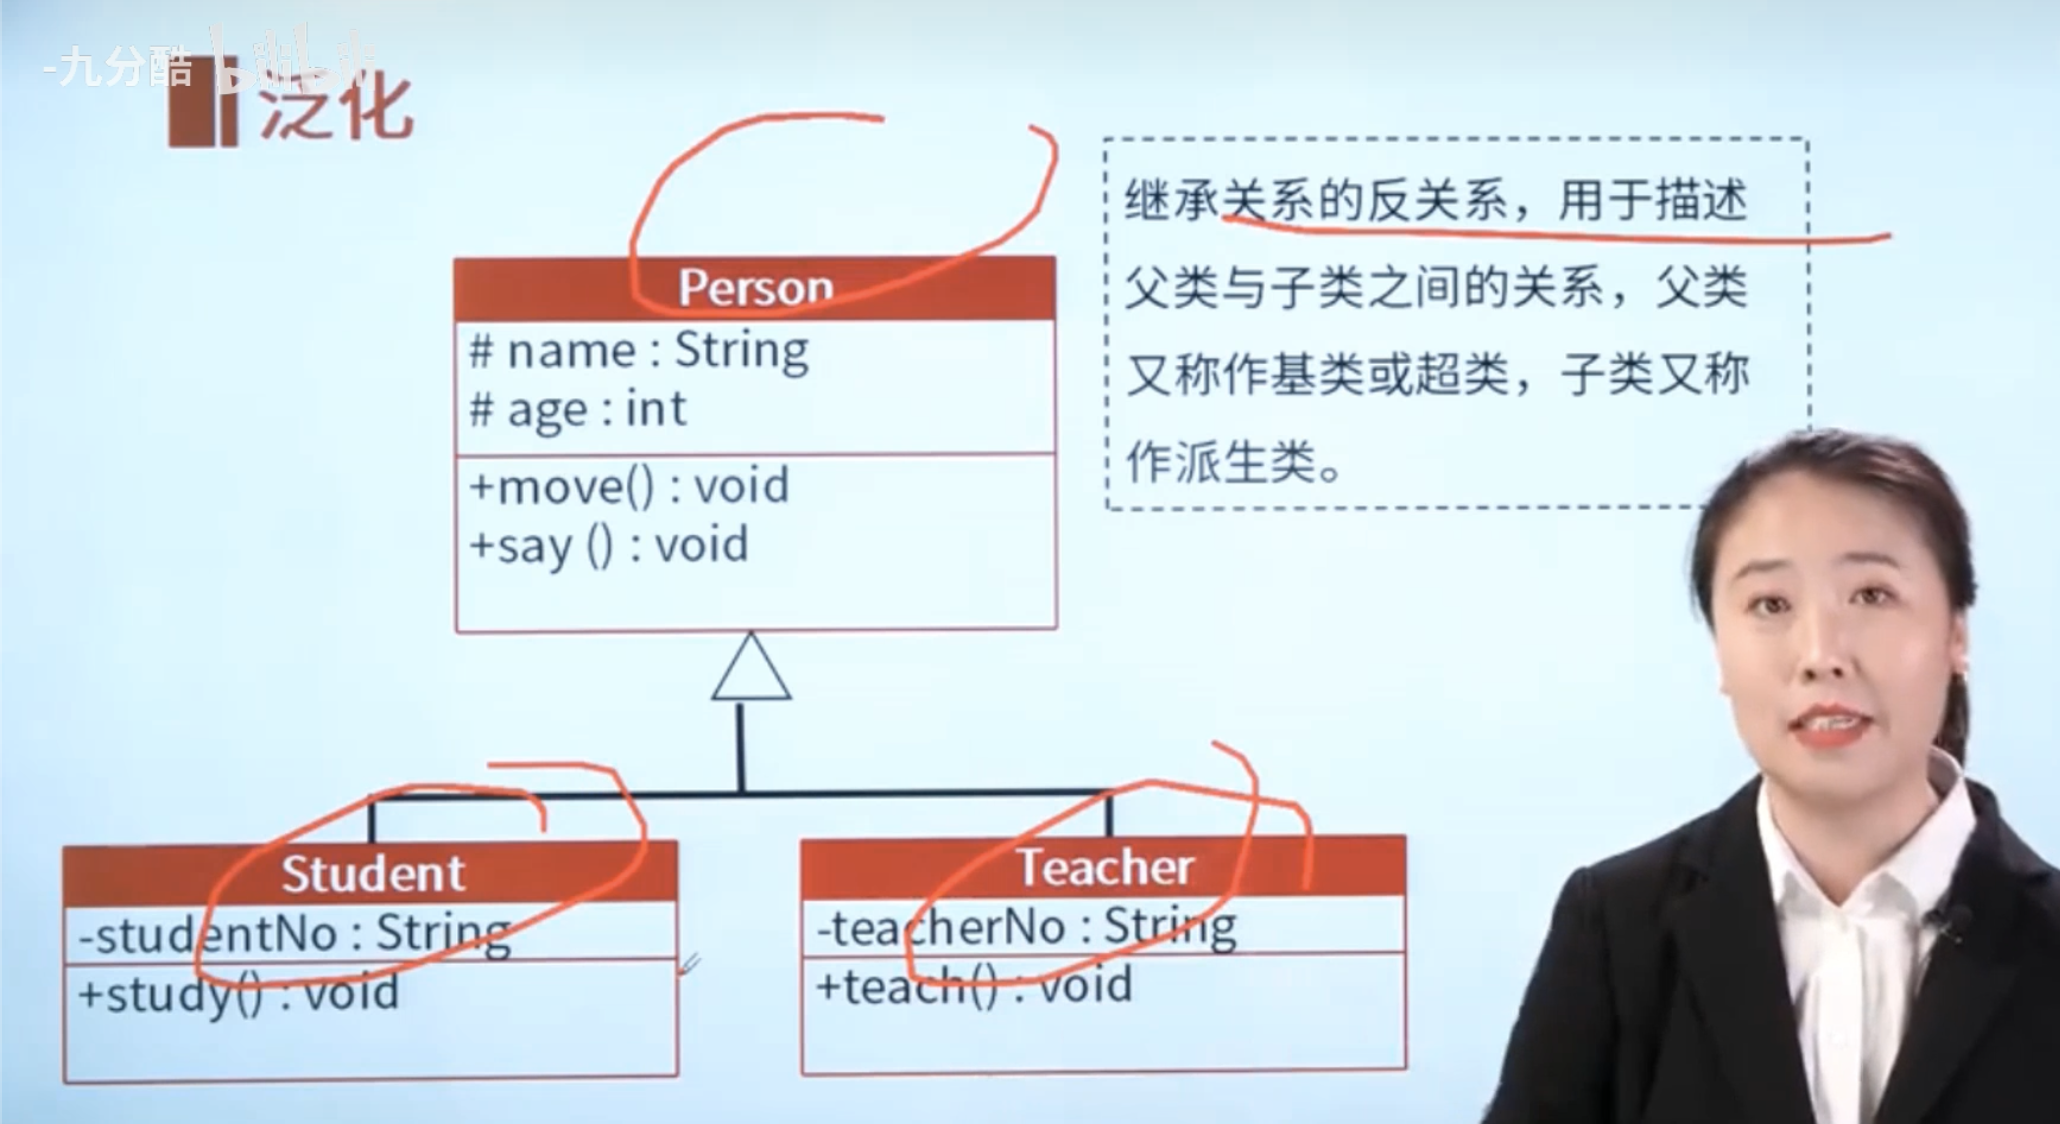 -九分酷 bilibili
泛化
继承关系的反关系，用于描述
父类与子类之间的关系，父类
又称作基类或超类，子类又称
作派生类。
Person
# name : String
# age : int
+move() : void
+say () : void
Student
-studentNo : String
+study() : void
Teacher
-teacherNo : String
+teach() : void